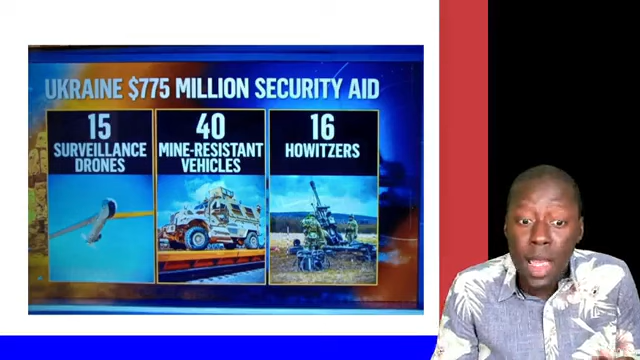 UKRAINE $775 MILLION SECURITY AID
15
SURVEILLANCE
DRONES
40
MINE-RESISTANT
VEHICLES
16
HOWITZERS